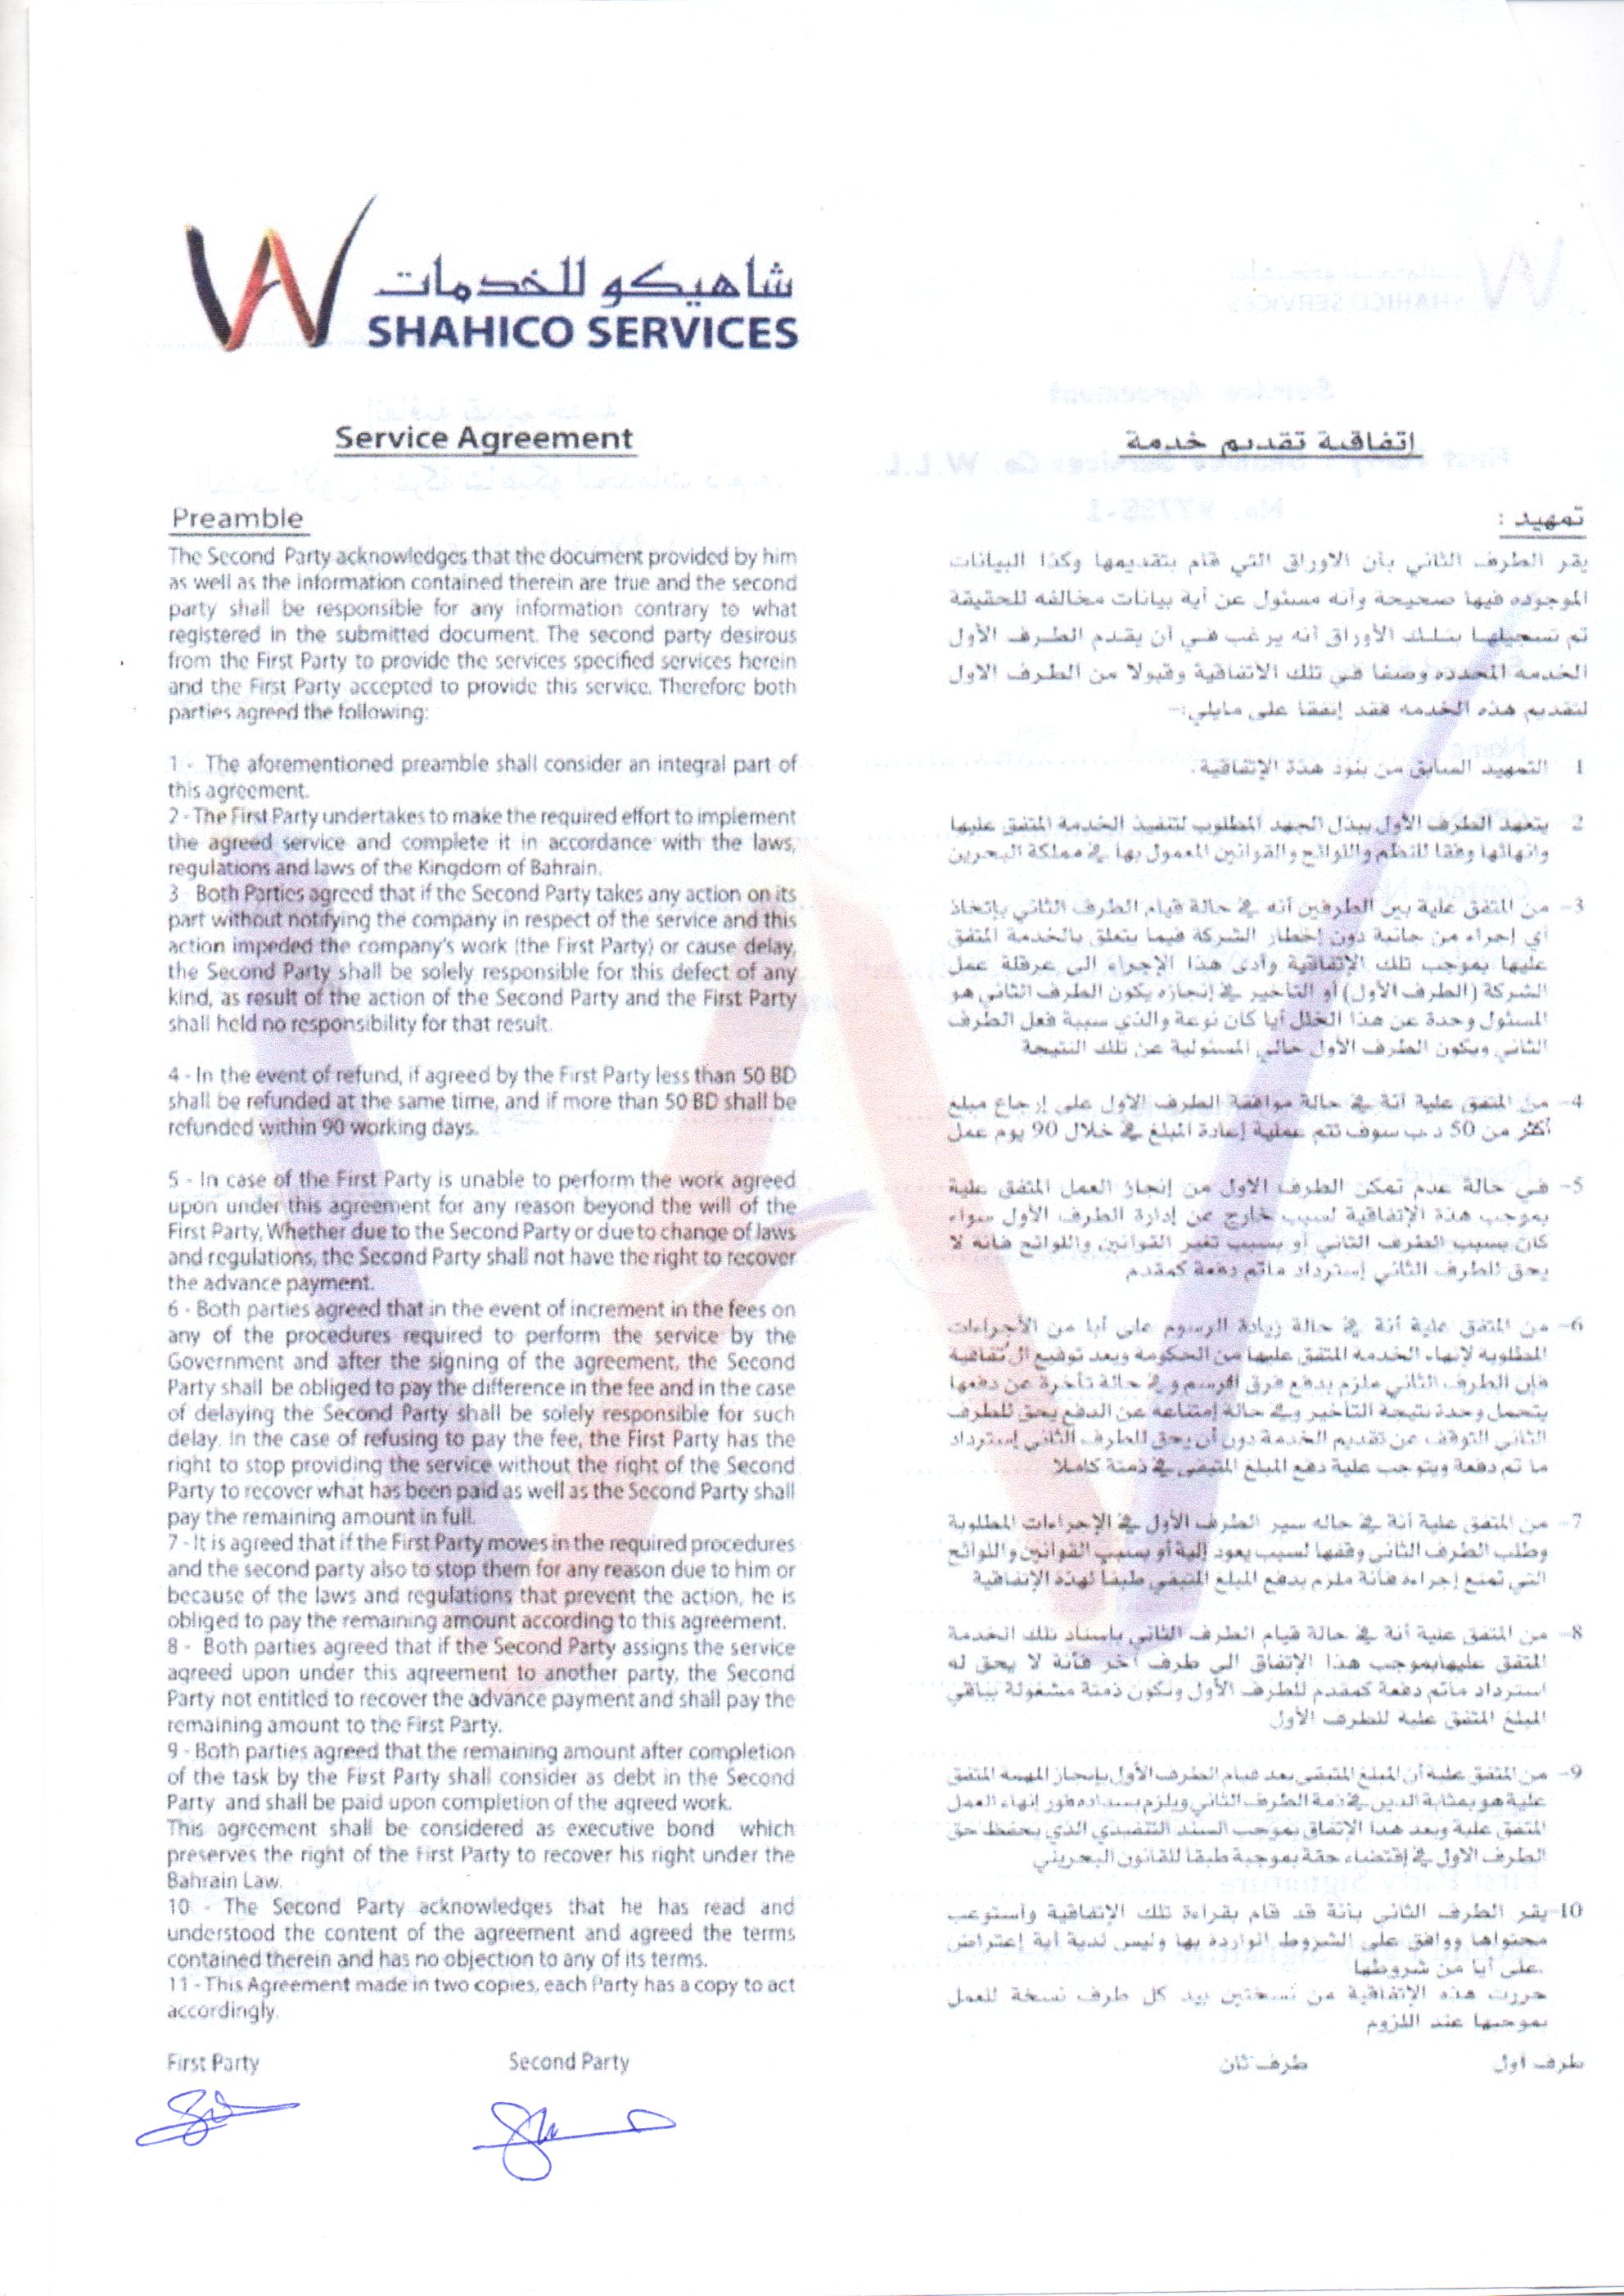 شاهيكو للخدمات
SHAHICO SERVICES
Service Agreement
Preamble
The Second Party acknowledges that the document provided by him
as well as the information contained therein are true and the second
party shall be responsible for any information contrary to what
registered in the submitted document. The second party desirous
from the First Party to provide the services specified services herein
and the First Party accepted to provide this service. Therefore both
parties agreed the following:
1 - The aforementioned preamble shall consider an integral part of
this agreement.
2 - The First Party undertakes to make the required effort to implement
the agreed service and complete it in accordance with the laws,
regulations and laws of the Kingdom of Bahrain.
3 Both Parties agreed that if the Second Party takes any action on its
part without notifying the company in respect of the service and this
action impeded the company's work (the First Party) or cause delay,
the Second Party shall be solely responsible for this defect of any
kind, as result of the action of the Second Party and the First Party
shall held no responsibility for that result.
4 - In the event of refund, if agreed by the First Party less than 50 BD
shall be refunded at the same time, and if more than 50 BD shall be
refunded within 90 working days.
5 - In case of the First Party is unable to perform the work agreed
upon under this agreement for any reason beyond the will of the
First Party, Whether due to the Second Party or due to change of laws
and regulations, the Second Party shall not have the right to recover
the advance payment.
6 - Both parties agreed that in the event of increment in the fees on
any of the procedures required to perform the service by the
Government and after the signing of the agreement, the Second
Party shall be obliged to pay the difference in the fee and in the case
of delaying the Second Party shall be solely responsible for such
delay. In the case of refusing to pay the fee, the First Party has the
right to stop providing the service without the right of the Second
Party to recover what has been paid as well as the Second Party shall
pay the remaining amount in full.
7 - It is agreed that if the First Party moves in the required procedures
and the second party also to stop them for any reason due to him or
because of the laws and regulations that prevent the action, he is
obliged to pay the remaining amount according to this agreement.
8 - Both parties agreed that if the Second Party assigns the service
agreed upon under this agreement to another party, the Second
Party not entitled to recover the advance payment and shall pay the
remaining amount to the First Party.
9 - Both parties agreed that the remaining amount after completion
of the task by the First Party shall consider as debt in the Second
Party and shall be paid upon completion of the agreed work.
This agreement shall be considered as executive bond which
preserves the right of the First Party to recover his right under the
Bahrain Law.
10 - The Second Party acknowledges that he has read and
understood the content of the agreement and agreed the terms
contained therein and has no objection to any of its terms.
11 - This Agreement made in two copies, each Party has a copy to act
accordingly.
First Party Second Party
إتفاقية تقديم خدمة
تمهيد :
يقر الطرف الثاني بأن الاوراق التي قام بتقديمها وكذا البيانات
الموجوده فيها صحيحة وأنه مسئول عن أية بيانات مخالفه للحقيقة
تم تسجيلها بتلك الأوراق أنه يرغب في أن يقدم الطرف الأول
الخدمه المحدده وصفا في تلك الأتفاقية وقبولا من الطرف الاول
لتقديم هذه الخدمه فقد إتفقا على مايلي:-
1 التمهيد السابق من بنود هذة الإتفاقية.
2 يتعهد الطرف الأول ببذل الجهد المطلوب لتنفيذ الخدمة المتفق عليها
وانهائها وفقا للنظم واللوائح والقوانين المعمول بها في مملكة البحرين
3- من المتفق علية بين الطرفين أنه في حالة قيام الطرف الثاني بإتخاذ
أي إجراء من جانبة دون إخطار الشركة فيما يتعلق بالخدمة المتفق
عليها بموجب تلك الإتفاقية وأدى هذا الإجراء الى عرقلة عمل
الشركة (الطرف الأول) أو التأخير في إنجازه يكون الطرف الثاني هو
المسئول وحدة عن هذا الخلل أيا كان نوعة والذي سببة فعل الطرف
الثاني ويكون الطرف الأول خالي المسئولية عن تلك النتيجة
4- من المتفق علية أنة في حالة موافقة الطرف الاول على إرجاع مبلغ
أكثر من 50 د.ب سوف تتم عملية إعادة المبلغ في خلال 90 يوم عمل
5- في حالة عدم تمكن الطرف الاول من إنجاز العمل المتفق علية
بموجب هذة الإتفاقية لسبب خارج عن إدارة الطرف الأول سواء
كان بسبب الطرف الثاني أو بسبب تغير القوانين واللوائح فانه لا
يحق للطرف الثاني إسترداد ماتم دفعة كمقدم
6- من المتفق علية أنة في حالة زيادة الرسوم على أيا من الأجراءات
المطلوبة لإنهاء الخدمه المتفق عليها من الحكومة وبعد توقيع الإتفاقية
فإن الطرف الثاني ملزم بدفع فرق الرسم و في حالة تأخرة عن دفعها
يتحمل وحدة نتيجة التأخير وفي حالة إمتناعه عن الدفع يحق للطرف
الثاني التوقف عن تقديم الخدمة دون أن يحق للطرف الثاني إسترداد
ما تم دفعة ويتوجب علية دفع المبلغ المتبقى في ذمتة كاملا
7- من المتفق علية أنة في حاله سير الطرف الأول في الإجراءات المطلوبة
وطلب الطرف الثاني وقفها لسبب يعود إلية أو بسبب القوانين واللوائح
التي تمنع إجراءه فأنة ملزم بدفع المبلغ المتبقى طبقا لهذة الإتفاقية
8- من المتفق علية أنة في حالة قيام الطرف الثاني بأسناد تلك الخدمة
المتفق عليهابموجب هذا الإتفاق الى طرف أخر فأنة لا يحق له
استرداد ماتم دفعة كمقدم للطرف الأول وتكون ذمتة مشغولة بباقي
المبلغ المتفق علية للطرف الأول
9- من المتفق علية أن المبلغ المتبقى بعد قيام الطرف الأول بإنجاز المهمة المتفق
علية هو بمثابة الدين في ذمة الطرف الثاني ويلزم بسداده فور إنهاء العمل
المتفق علية ويعد هذا الإتفاق بموجب السند التنفيذي الذي يحفظ حق
الطرف الاول في إقتضاء حقة بموجبة طبقا للقانون البحريني
10-يقر الطرف الثاني بأنة قد قام بقراءة تلك الإتفاقية وأستوعب
محتواها ووافق على الشروط الواردة بها وليس لدية أية إعتراض
على أيا من شروطها.
حررت هذه الإتفاقية من نسختين بيد كل طرف نسخة للعمل
بموجبها عند اللزوم
طرف أول طرف ثان